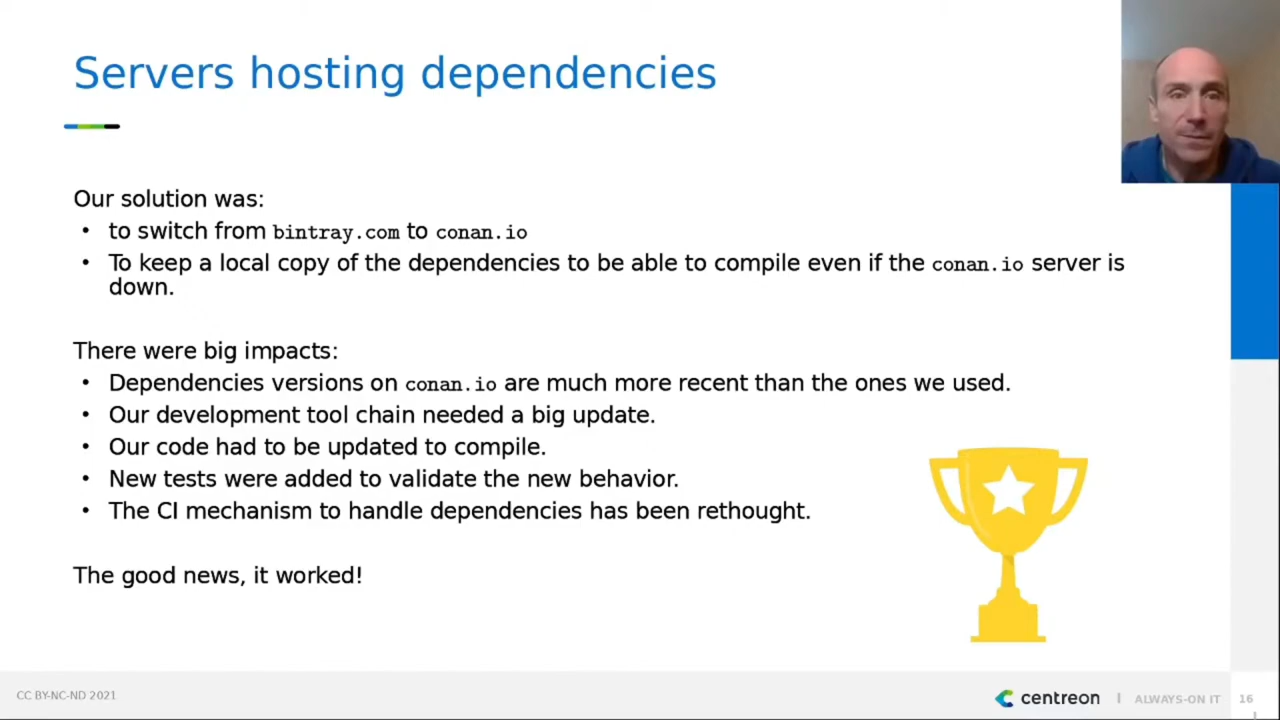 Servers hosting dependencies
Our solution was:
• to switch from bintray.com to conan.io
• To keep a local copy of the dependencies to be able to compile even if the conan.io server is
down.
There were big impacts:
• Dependencies versions on conan.io are much more recent than the ones we used.
• Our development tool chain needed a big update.
• Our code had to be updated to compile.
• New tests were added to validate the new behavior.
• The CI mechanism to handle dependencies has been rethought.
The good news, it worked!
CC BY-NC-ND 2021
centreon | ALWAYS-ON IT 16